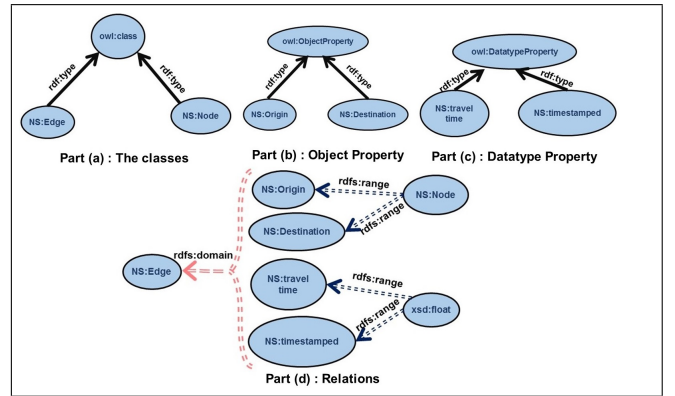 owl:class
rdf:type
rdf:type
NS:Edge
NS:Node
Part (a) : The classes
owl:ObjectProperty
rdf:type
rdf:type
NS:Origin
NS:Destination
Part (b) : Object Property
owl:DatatypeProperty
rdf:type
rdf:type
NS:travel
time
NS:timestamped
Part (c) : Datatype Property
NS:Origin
rdfs:range
NS:Node
NS:Destination
rdfs:range
rdfs:domain
NS:Edge
NS:travel
time
rdfs:range
xsd:float
rdfs:range
NS:timestamped
Part (d) : Relations